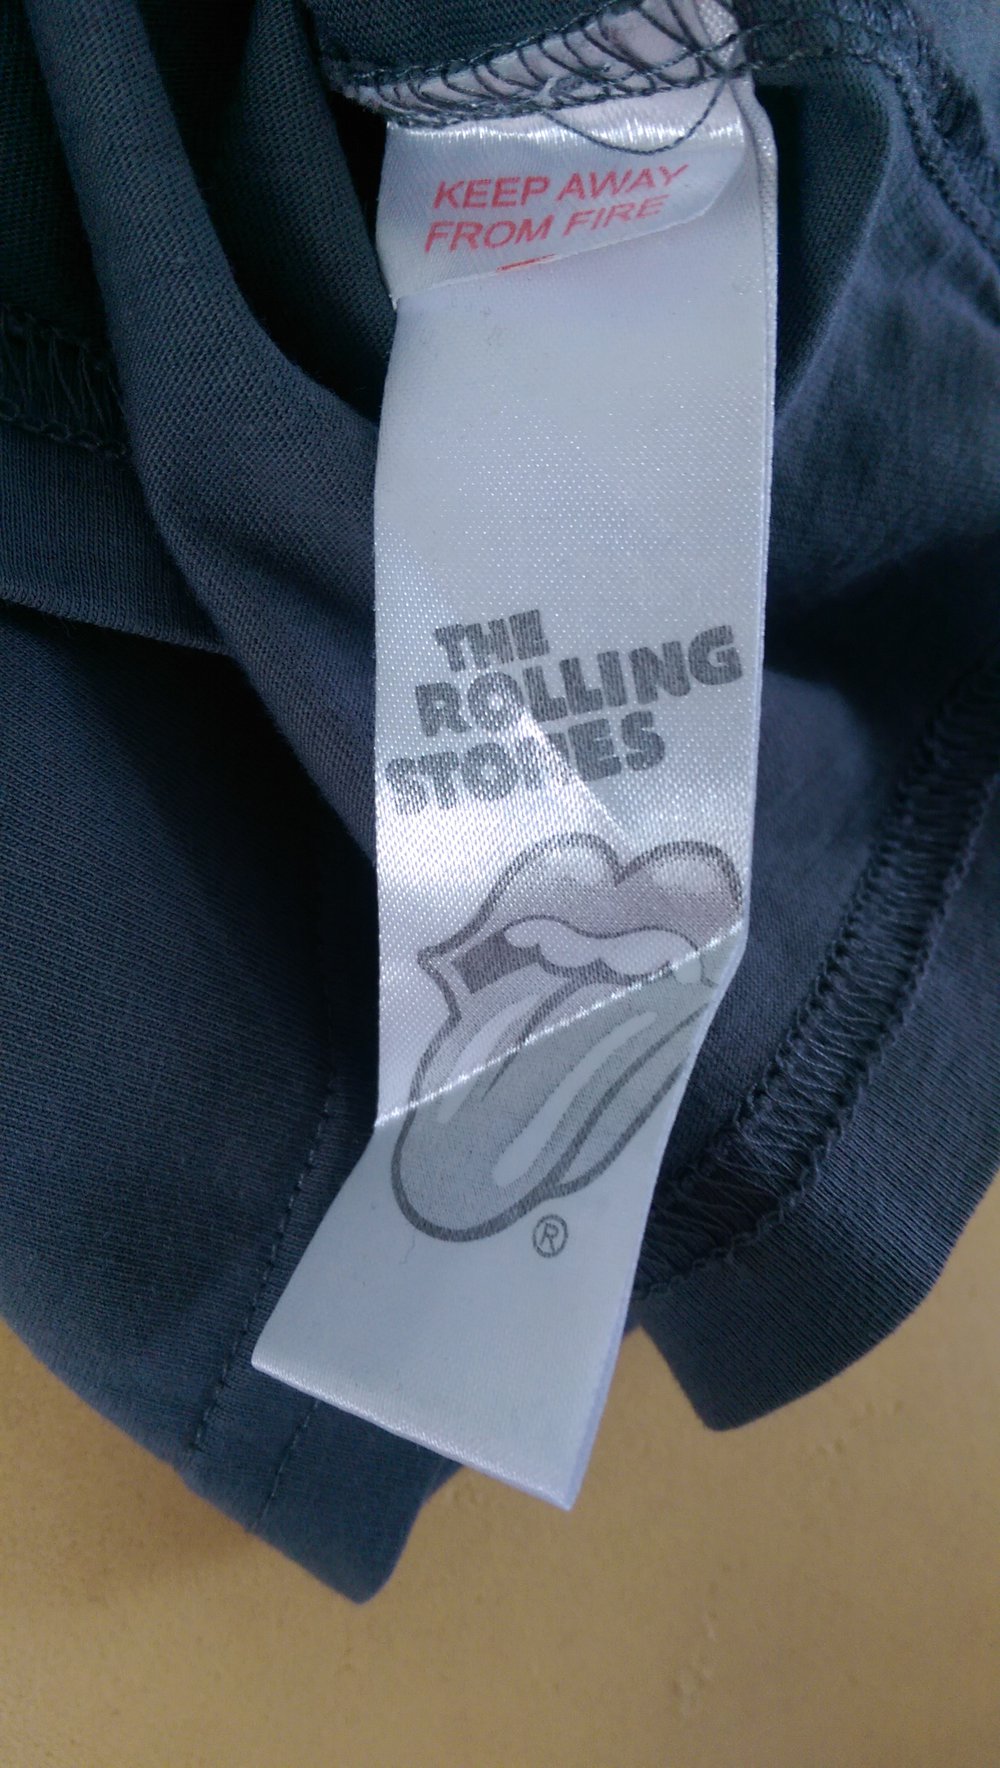 KEEP AWAY
FROM FIRE
THE
ROLLING
STONES
®